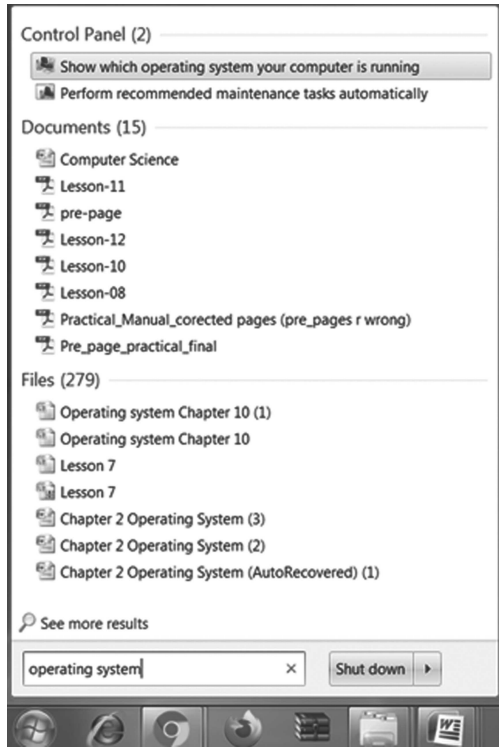 Control Panel (2)
Show which operating system your computer is running
Perform recommended maintenance tasks automatically
Documents (15)
Computer Science
Lesson-11
pre-page
Lesson-12
Lesson-10
Lesson-08
Practical_Manual_corected pages (pre_pages r wrong)
Pre_page_practical_final
Files (279)
Operating system Chapter 10 (1)
Operating system Chapter 10
Lesson 7
Lesson 7
Chapter 2 Operating System (3)
Chapter 2 Operating System (2)
Chapter 2 Operating System (AutoRecovered) (1)
See more results
operating system Shut down